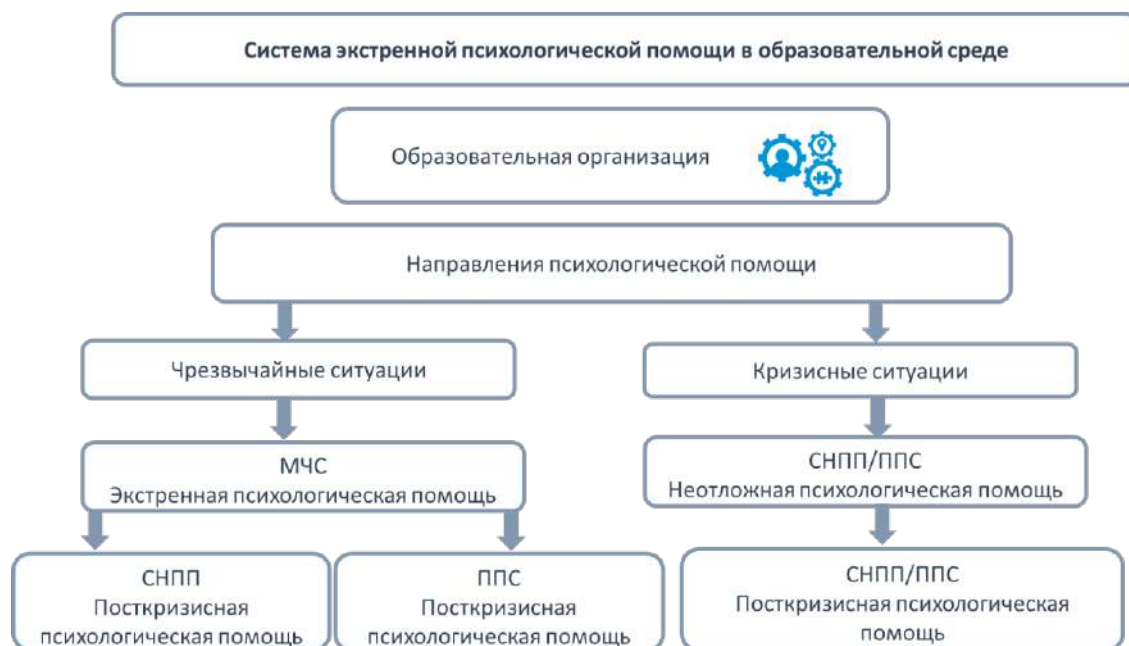 Система экстренной психологической помощи в образовательной среде
Образовательная организация
Направления психологической помощи
Чрезвычайные ситуации
Кризисные ситуации
МЧС
Экстренная психологическая помощь
СНПП/ППС
Неотложная психологическая помощь
СНПП
Посткризисная
психологическая помощь
ППС
Посткризисная
психологическая помощь
СНПП/ППС
Посткризисная психологическая
помощь